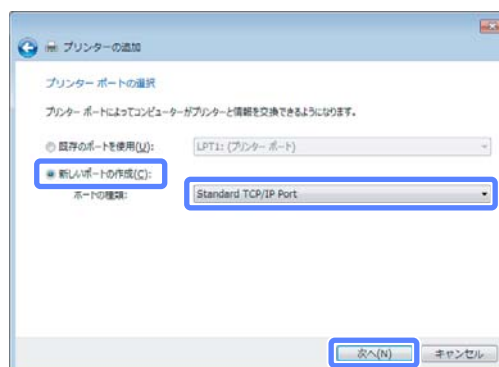 プリンターの追加
プリンター ポートの選択
プリンター ポートによってコンピューターがプリンターと情報を交換できるようになります。
既存のポートを使用(U): LPT1: (プリンター ポート)
新しいポートの作成(C):
ポートの種類: Standard TCP/IP Port
次へ(N) キャンセル